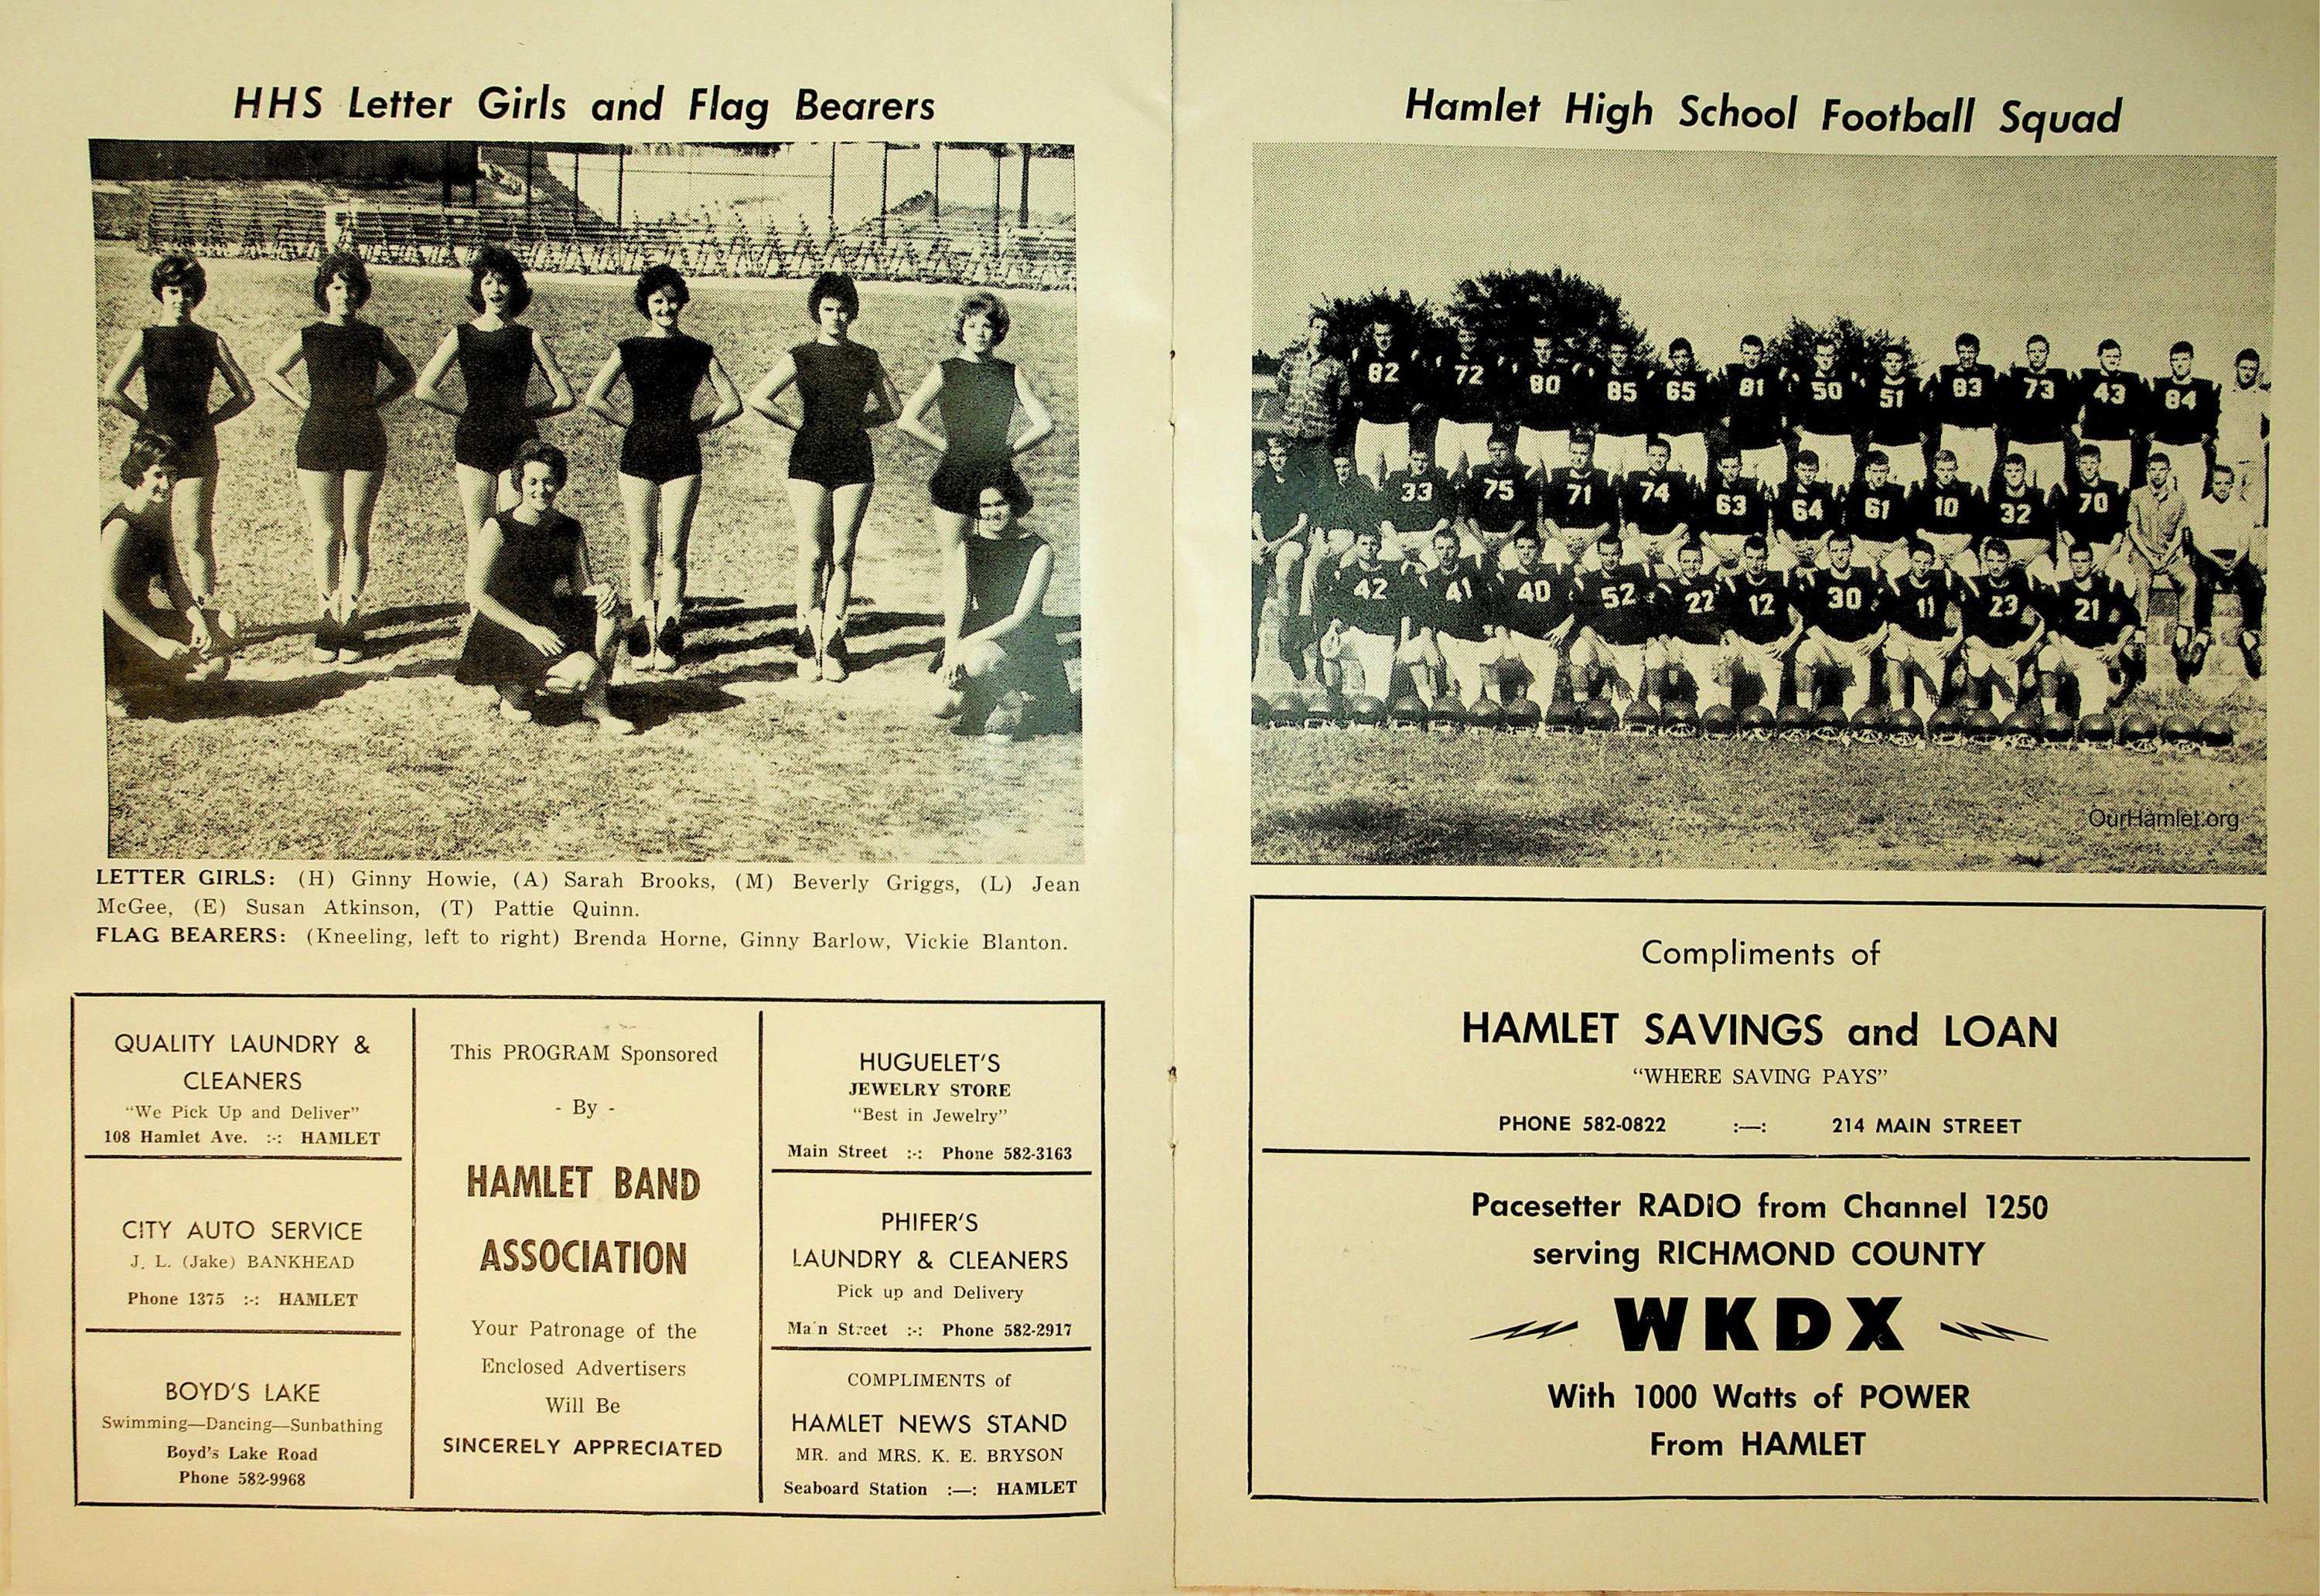 HHS Letter Girls and Flag Bearers
LETTER GIRLS: (H) Ginny Howie, (A) Sarah Brooks, (M) Beverly Griggs, (L) Jean
McGee, (E) Susan Atkinson, (T) Pattie Quinn.
FLAG BEARERS: (Kneeling, left to right) Brenda Horne, Ginny Barlow, Vickie Blanton.
QUALITY LAUNDRY &
CLEANERS
"We Pick Up and Deliver"
108 Hamlet Ave. :-: HAMLET
CITY AUTO SERVICE
J. L. (Jake) BANKHEAD
Phone 1375 :-: HAMLET
BOYD'S LAKE
Swimming—Dancing—Sunbathing
Boyd's Lake Road
Phone 582-9968
This PROGRAM Sponsored
- By -
HAMLET BAND
ASSOCIATION
Your Patronage of the
Enclosed Advertisers
Will Be
SINCERELY APPRECIATED
HUGUELET'S
JEWELRY STORE
"Best in Jewelry"
Main Street :-: Phone 582-3163
PHIFER'S
LAUNDRY & CLEANERS
Pick up and Delivery
Main Street :-: Phone 582-2917
COMPLIMENTS of
HAMLET NEWS STAND
MR. and MRS. K. E. BRYSON
Seaboard Station :—: HAMLET
Hamlet High School Football Squad
82 72 80 85 65 81 50 51 83 73 43 84
33 75 71 74 63 64 61 10 32 70
42 41 40 52 22 12 30 11 23 21
OurHamlet.org
Compliments of
HAMLET SAVINGS and LOAN
"WHERE SAVING PAYS"
PHONE 582-0822 :—: 214 MAIN STREET
Pacesetter RADIO from Channel 1250
serving RICHMOND COUNTY
WKDX
With 1000 Watts of POWER
From HAMLET